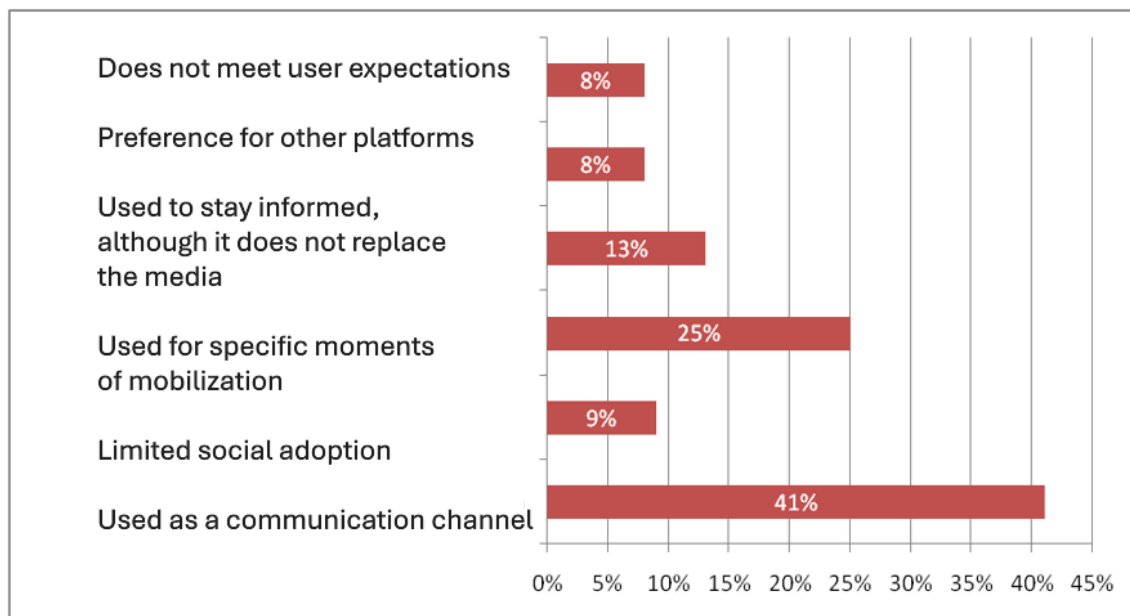 Does not meet user expectations
8%
Preference for other platforms
8%
Used to stay informed,
although it does not replace
the media
13%
Used for specific moments
of mobilization
25%
Limited social adoption
9%
Used as a communication channel
41%
0% 5% 10% 15% 20% 25% 30% 35% 40% 45%